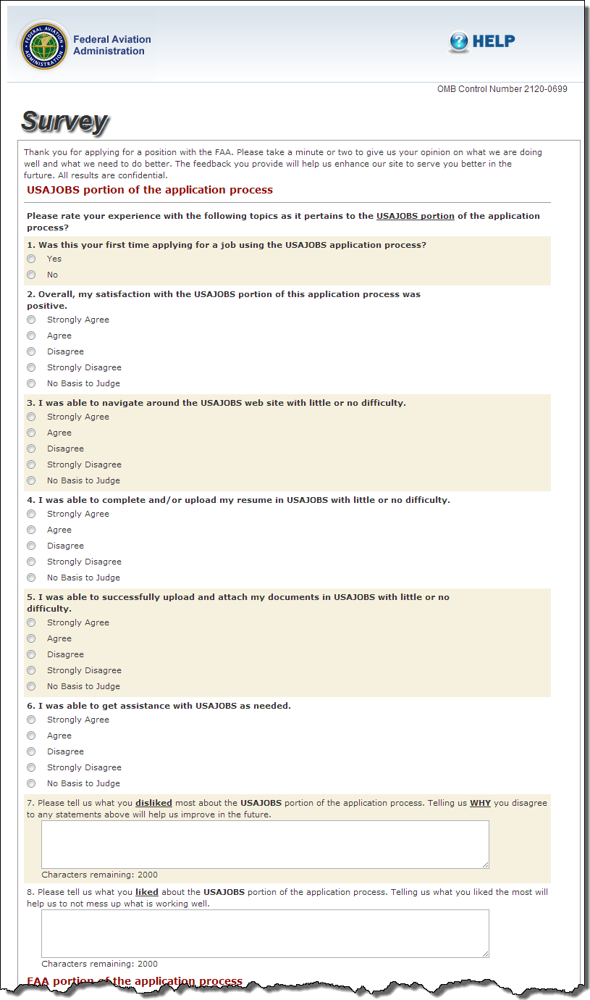 Federal Aviation
Administration
HELP
OMB Control Number 2120-0699
Survey
Thank you for applying for a position with the FAA. Please take a minute or two to give us your opinion on what we are doing
well and what we need to do better. The feedback you provide will help us enhance our site to serve you better in the
furture. All results are confidential.
USAJOBS portion of the application process
Please rate your experience with the following topics as it pertains to the USAJOBS portion of the application
process?
1. Was this your first time applying for a job using the USAJOBS application process?
Yes
No
2. Overall, my satisfaction with the USAJOBS portion of this application process was
positive.
Strongly Agree
Agree
Disagree
Strongly Disagree
No Basis to Judge
3. I was able to navigate around the USAJOBS web site with little or no difficulty.
Strongly Agree
Agree
Disagree
Strongly Disagree
No Basis to Judge
4. I was able to complete and/or upload my resume in USAJOBS with little or no difficulty.
Strongly Agree
Agree
Disagree
Strongly Disagree
No Basis to Judge
5. I was able to successfully upload and attach my documents in USAJOBS with little or no
difficulty.
Strongly Agree
Agree
Disagree
Strongly Disagree
No Basis to Judge
6. I was able to get assistance with USAJOBS as needed.
Strongly Agree
Agree
Disagree
Strongly Disagree
No Basis to Judge
7. Please tell us what you disliked most about the USAJOBS portion of the application process. Telling us WHY you disagree
to any statements above will help us improve in the future.
Characters remaining: 2000
8. Please tell us what you liked about the USAJOBS portion of the application process. Telling us what you liked the most will
help us to not mess up what is working well.
Characters remaining: 2000
FAA portion of the application process